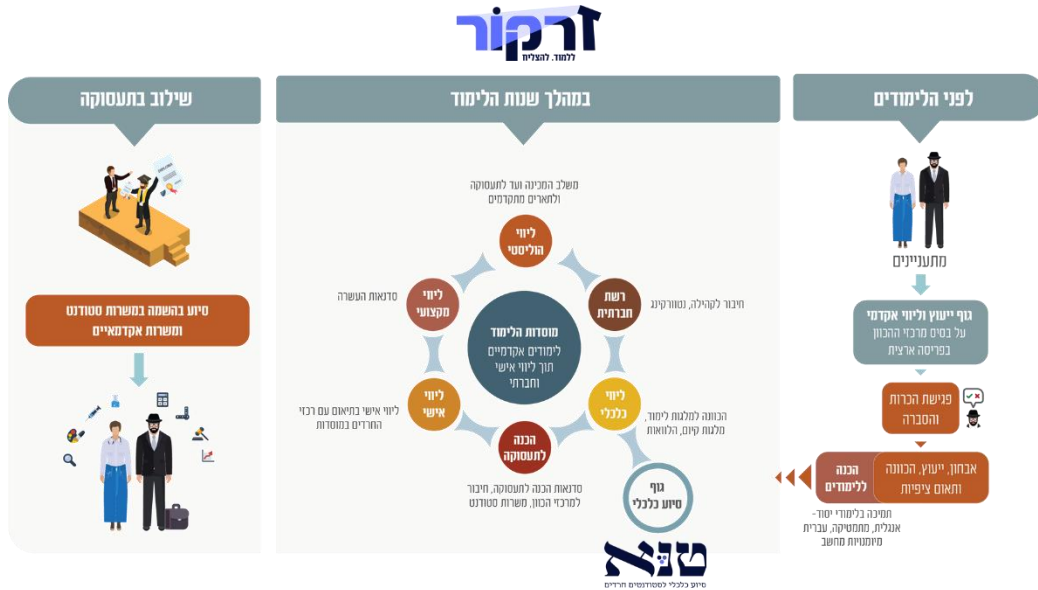 זרקור
ללמוד. להצליח
לפני הלימודים
מתעניינים
גוף ייעוץ וליווי אקדמי
על בסיס מרכזי ההכוון
בפריסה ארצית
פגישת הכרות
והסברה
אבחון, ייעוץ, הכוונה
ותאום ציפיות
הכנה
ללימודים
תמיכה בלימודי יסוד-
אנגלית, מתמטיקה, עברית
מיומנויות מחשב
במהלך שנות הלימוד
משלב המכינה ועד לתעסוקה
ולתארים מתקדמים
ליווי
הוליסטי
רשת
חברתית
חיבור לקהילה, נטוורקינג
ליווי
כלכלי
הכוונה למלגות לימוד,
מלגות קיום, הלוואות
הכנה
לתעסוקה
סדנאות הכנה לתעסוקה, חיבור
למרכזי הכוון, משרות סטודנט
ליווי
אישי
ליווי אישי בתיאום עם רכזי
החרדים במוסדות
ליווי
מקצועי
סדנאות העשרה
מוסדות הלימוד
לימודים אקדמיים
תוך ליווי אישי
וחברתי
גוף
סיוע כלכלי
טנא
סיוע כלכלי לסטודנטים חרדים
שילוב בתעסוקה
סיוע בהשמה במשרות סטודנט
ומשרות אקדמאיים